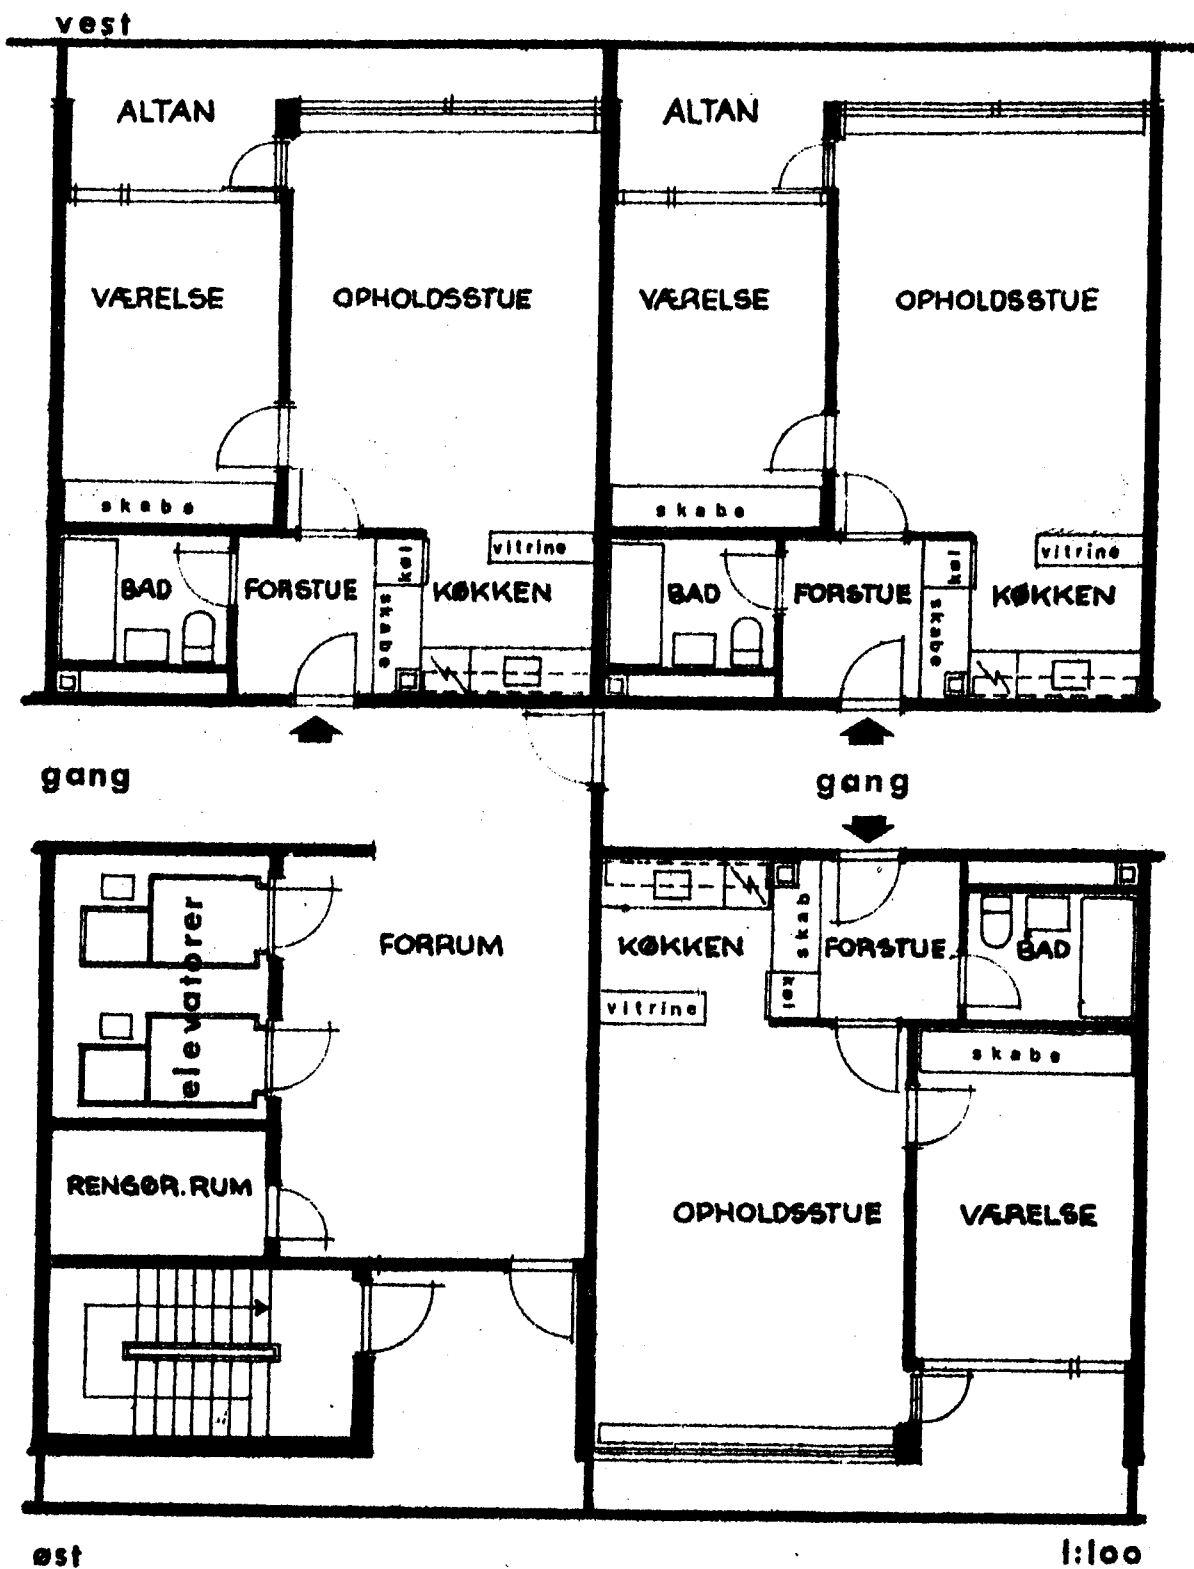 vest
ALTAN
ALTAN
VÆRELSE
OPHOLDSSTUE
VÆRELSE
OPHOLDSSTUE
skabe
skabe
BAD
FORSTUE
køl
skabe
vitrine
KØKKEN
BAD
FORSTUE
køl
skabe
vitrine
KØKKEN
gang
gang
elevatorer
FORRUM
KØKKEN
skab
køl
FORSTUE
BAD
vitrine
skabe
RENGØR. RUM
OPHOLDSSTUE
VÆRELSE
øst
1:100